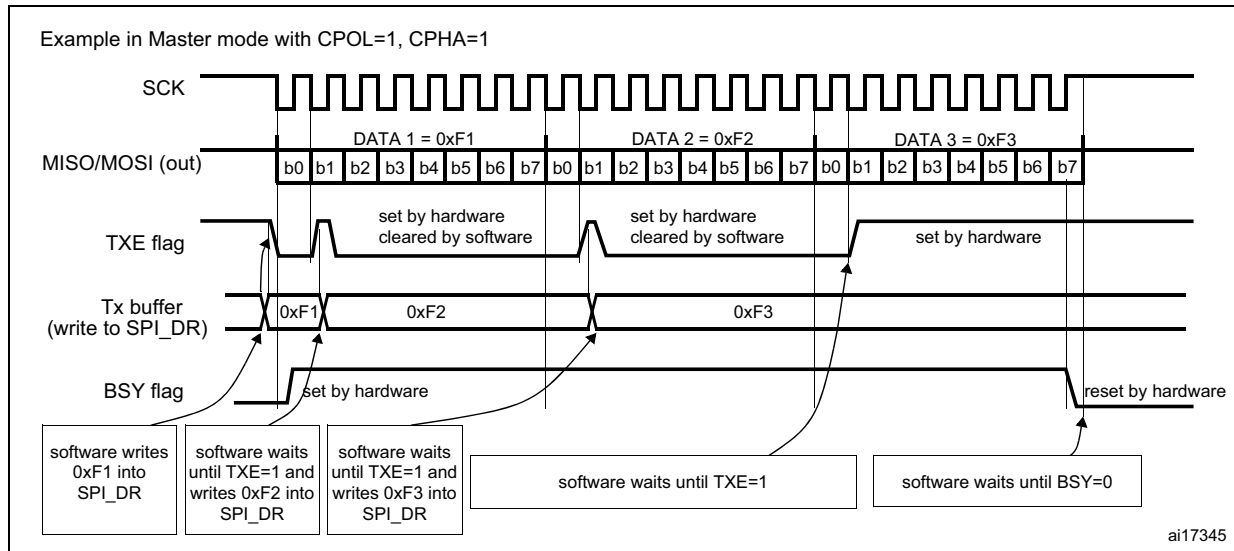 Example in Master mode with CPOL=1, CPHA=1
SCK
DATA 1 = 0xF1
DATA 2 = 0xF2
DATA 3 = 0xF3
MISO/MOSI (out)
b0 b1 b2 b3 b4 b5 b6 b7 b0 b1 b2 b3 b4 b5 b6 b7 b0 b1 b2 b3 b4 b5 b6 b7
TXE flag
set by hardware
cleared by software
set by hardware
cleared by software
set by hardware
Tx buffer
(write to SPI_DR)
0xF1
0xF2
0xF3
BSY flag
set by hardware
reset by hardware
software writes
0xF1 into
SPI_DR
software waits
until TXE=1 and
writes 0xF2 into
SPI_DR
software waits
until TXE=1 and
writes 0xF3 into
SPI_DR
software waits until TXE=1
software waits until BSY=0
ai17345